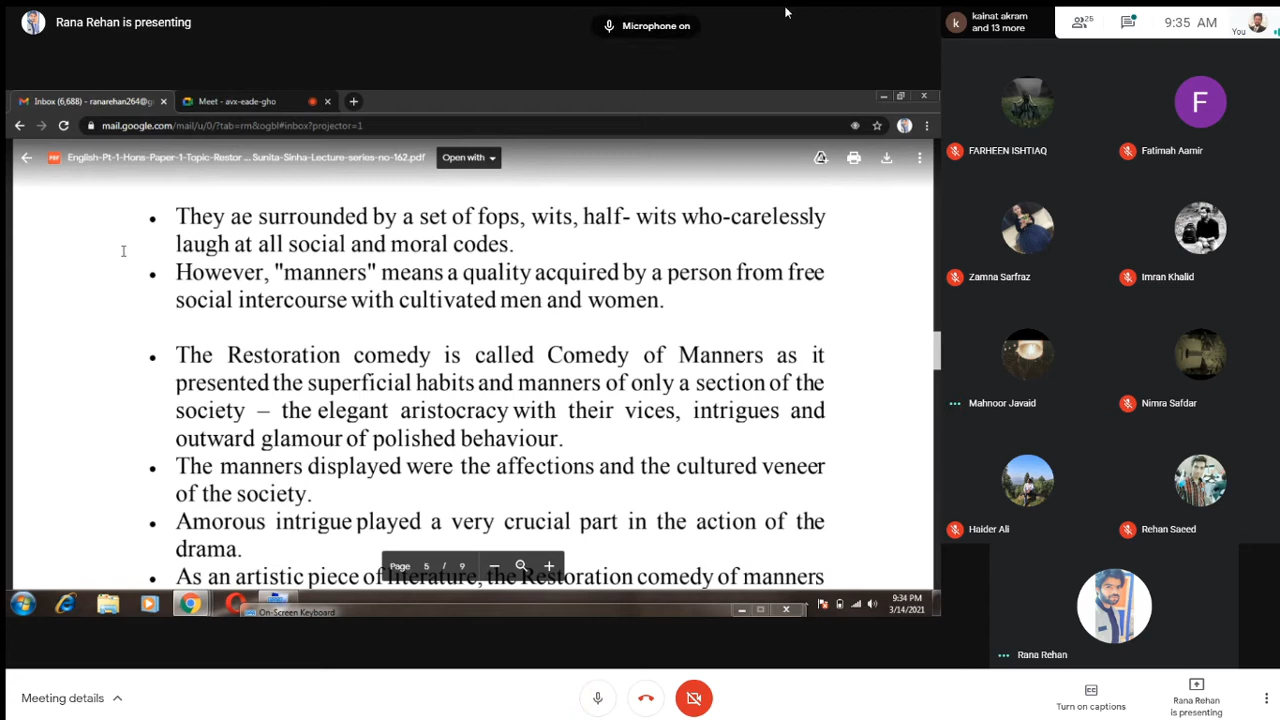 Rana Rehan is presenting
Microphone on
k
kainat akram
and 13 more
25
9:35 AM
You
Inbox (6,688) - ranarehan264@g
Meet - avx-eade-gho
mail.google.com/mail/u/0/?tab=rm&ogbl#inbox?projector=1
PDF
English-Pt-1-Hons-Paper-1-Topic-Restor ... Sunita-Sinha-Lecture-series-no-162.pdf
Open with
• They ae surrounded by a set of fops, wits, half- wits who-carelessly
laugh at all social and moral codes.
• However, "manners" means a quality acquired by a person from free
social intercourse with cultivated men and women.
• The Restoration comedy is called Comedy of Manners as it
presented the superficial habits and manners of only a section of the
society – the elegant aristocracy with their vices, intrigues and
outward glamour of polished behaviour.
• The manners displayed were the affections and the cultured veneer
of the society.
• Amorous intrigue played a very crucial part in the action of the
drama.
• As an artistic piece of literature, the Restoration comedy of manners
Page 5 / 9
On-Screen Keyboard
9:34 PM
3/14/2021
F
FARHEEN ISHTIAQ
Fatimah Aamir
Zamna Sarfraz
Imran Khalid
Mahnoor Javaid
Nimra Safdar
Haider Ali
Rehan Saeed
Rana Rehan
Meeting details
Turn on captions
Rana Rehan
is presenting